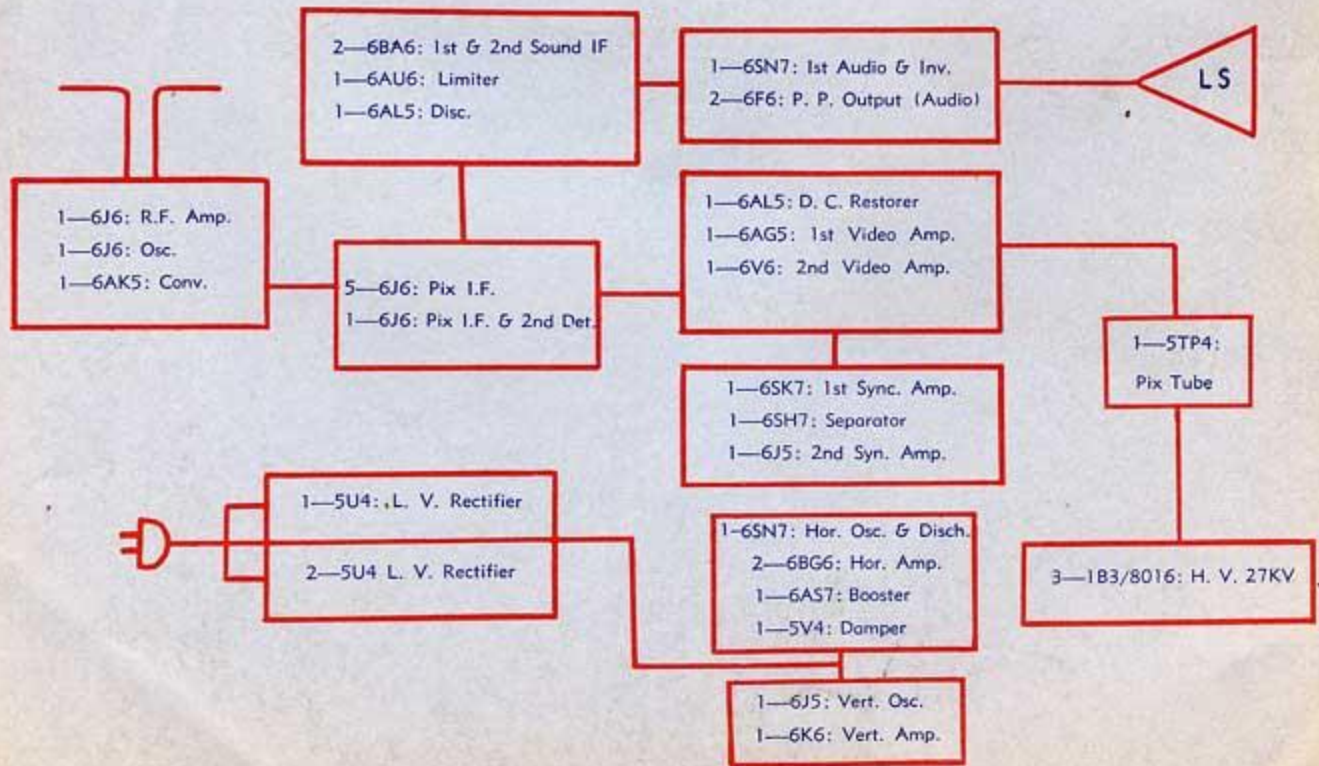 2—6BA6: 1st & 2nd Sound IF
1—6AU6: Limiter
1—6AL5: Disc.
1—6SN7: 1st Audio & Inv.
2—6F6: P. P. Output (Audio)
LS
1—6J6: R.F. Amp.
1—6J6: Osc.
1—6AK5: Conv.
5—6J6: Pix I.F.
1—6J6: Pix I.F. & 2nd Det.
1—6AL5: D. C. Restorer
1—6AG5: 1st Video Amp.
1—6V6: 2nd Video Amp.
1—5TP4:
Pix Tube
1—6SK7: 1st Sync. Amp.
1—6SH7: Separator
1—6J5: 2nd Syn. Amp.
1—5U4: L. V. Rectifier
2—5U4 L. V. Rectifier
1-6SN7: Hor. Osc. & Disch.
2—6BG6: Hor. Amp.
1—6AS7: Booster
1—5V4: Damper
3—1B3/8016: H. V. 27KV
1—6J5: Vert. Osc.
1—6K6: Vert. Amp.